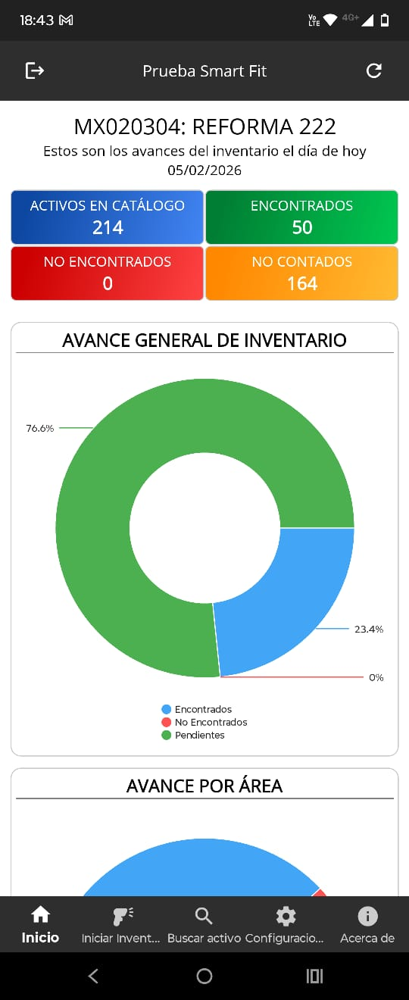 18:43
Vo
LTE
4G+
Prueba Smart Fit
MX020304: REFORMA 222
Estos son los avances del inventario el día de hoy
05/02/2026
ACTIVOS EN CATÁLOGO
214
ENCONTRADOS
50
NO ENCONTRADOS
0
NO CONTADOS
164
AVANCE GENERAL DE INVENTARIO
76.6%
23.4%
0%
Encontrados
No Encontrados
Pendientes
AVANCE POR ÁREA
Inicio
Iniciar Invent...
Buscar activo
Configuracio...
Acerca de